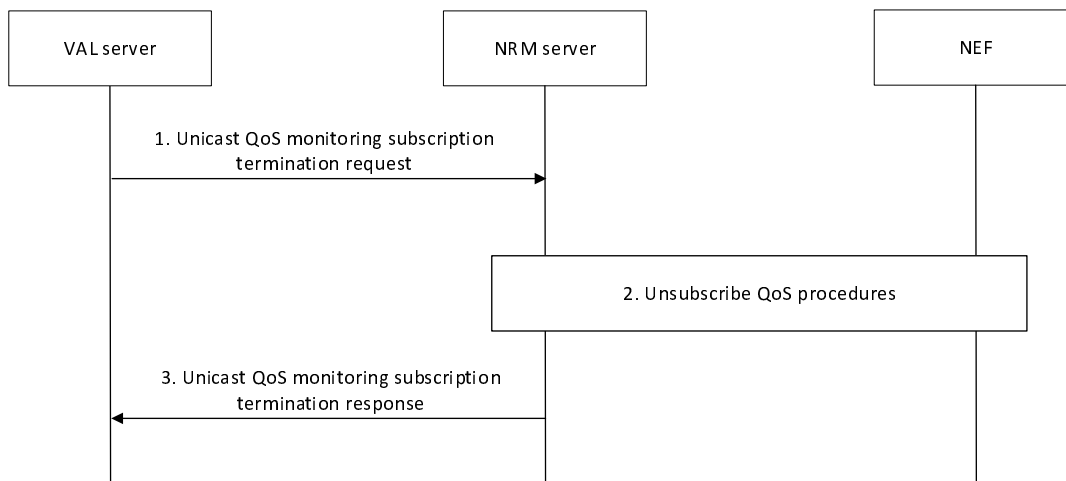 VAL server
NRM server
NEF
1. Unicast QoS monitoring subscription
termination request
2. Unsubscribe QoS procedures
3. Unicast QoS monitoring subscription
termination response